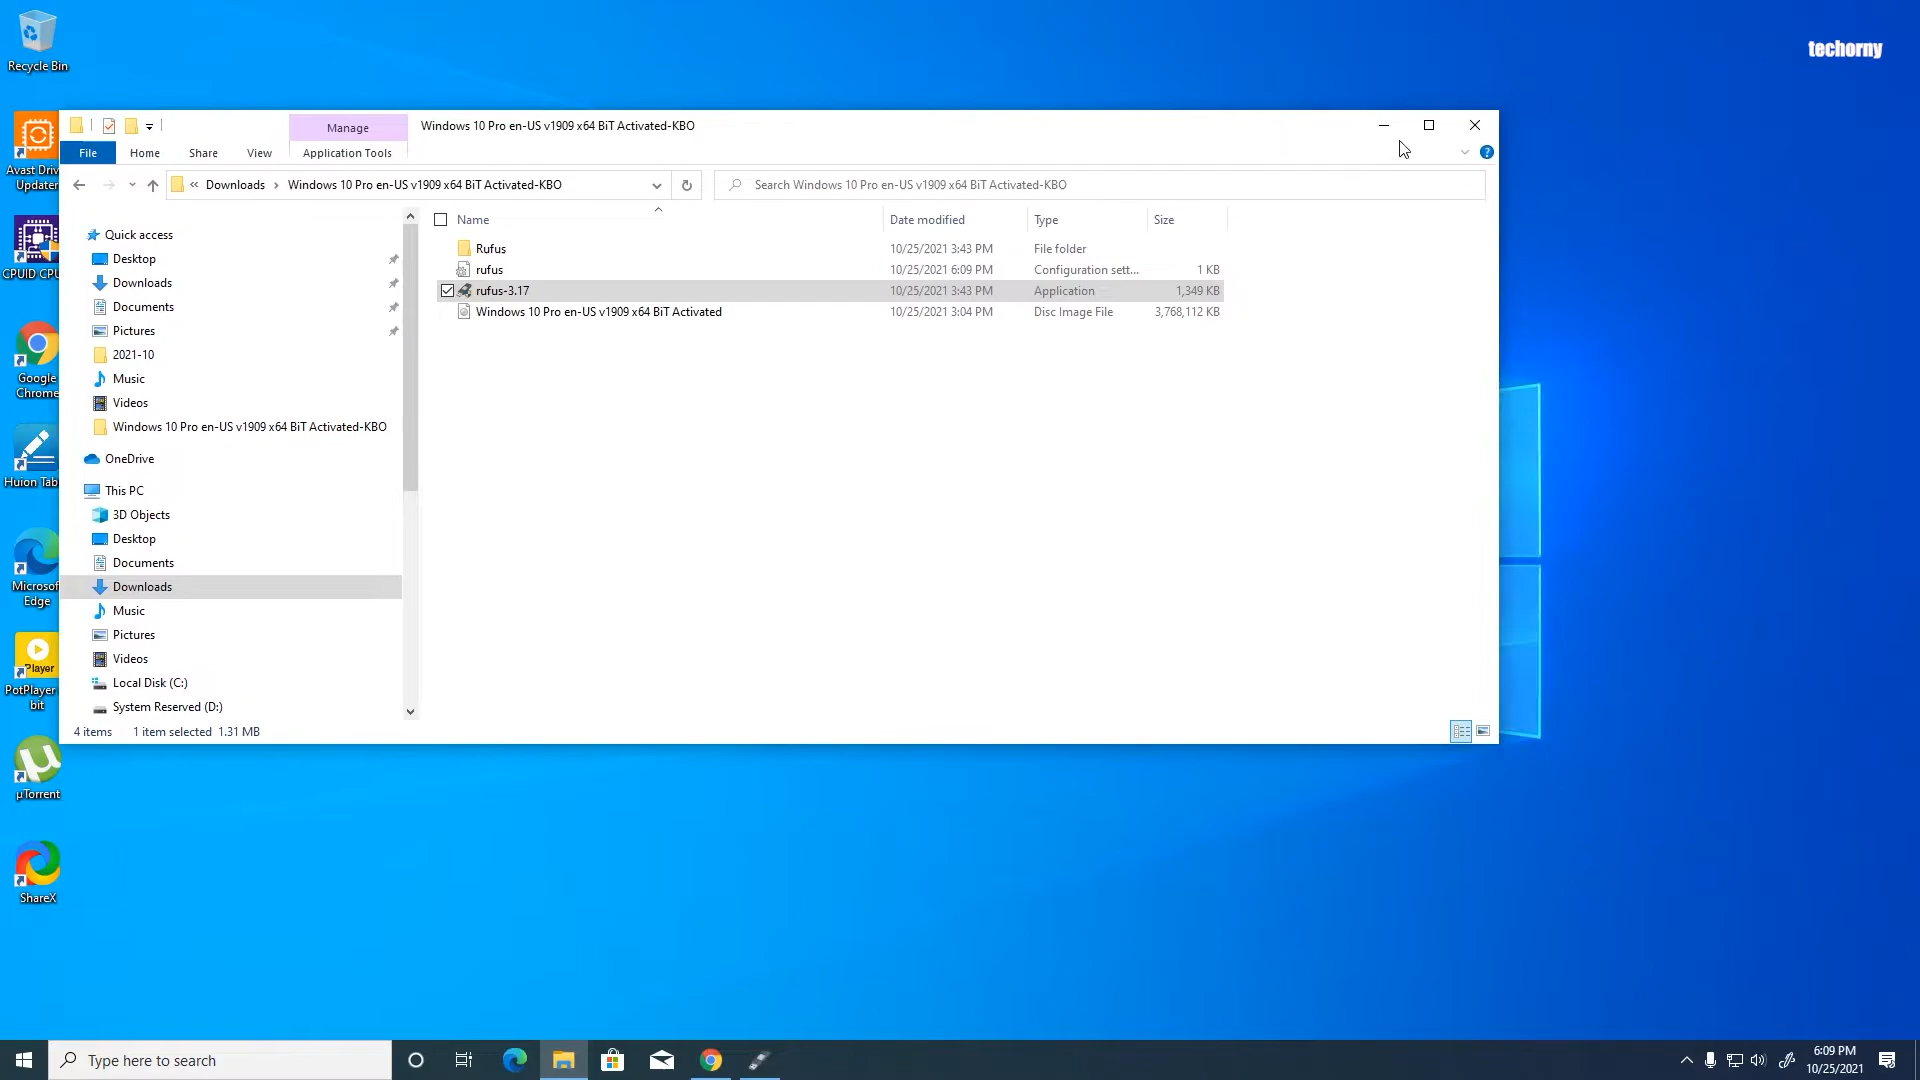 Recycle Bin
techorny
Manage
Windows 10 Pro en-US v1909 x64 BiT Activated-KBO
File
Home
Share
View
Application Tools
Downloads
Windows 10 Pro en-US v1909 x64 BiT Activated-KBO
Search Windows 10 Pro en-US v1909 x64 BiT Activated-KBO
Avast Driv
Updater
CPUID CPU
Google
Chrome
Huion Tab
Microsof
Edge
Player
PotPlayer
bit
µTorrent
ShareX
Quick access
Desktop
Downloads
Documents
Pictures
2021-10
Music
Videos
Windows 10 Pro en-US v1909 x64 BiT Activated-KBO
OneDrive
This PC
3D Objects
Desktop
Documents
Downloads
Music
Pictures
Videos
Local Disk (C:)
System Reserved (D:)
Name Date modified Type Size
Rufus 10/25/2021 3:43 PM File folder
rufus 10/25/2021 6:09 PM Configuration sett... 1 KB
rufus-3.17 10/25/2021 3:43 PM Application 1,349 KB
Windows 10 Pro en-US v1909 x64 BiT Activated 10/25/2021 3:04 PM Disc Image File 3,768,112 KB
4 items 1 item selected 1.31 MB
Type here to search
6:09 PM
10/25/2021